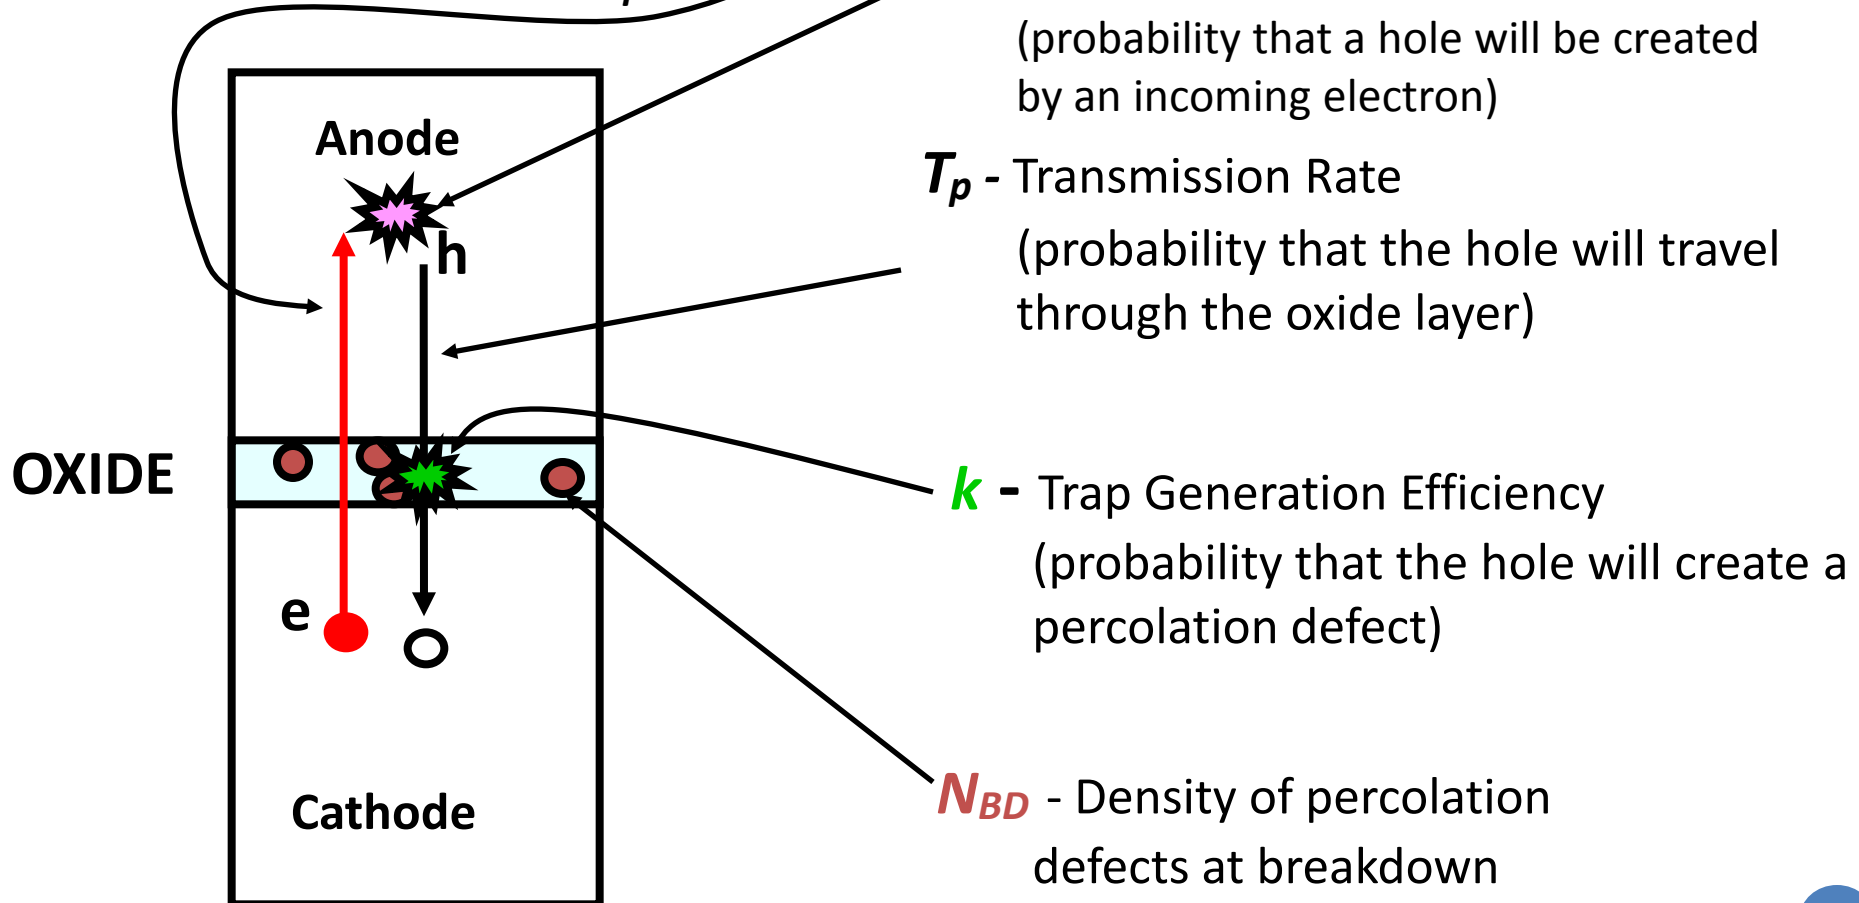 (probability that a hole will be created
by an incoming electron)
Anode
Tp - Transmission Rate
h
(probability that the hole will travel
through the oxide layer)
OXIDE
k - Trap Generation Efficiency
(probability that the hole will create a
percolation defect)
e
NBD - Density of percolation
Cathode
defects at breakdown